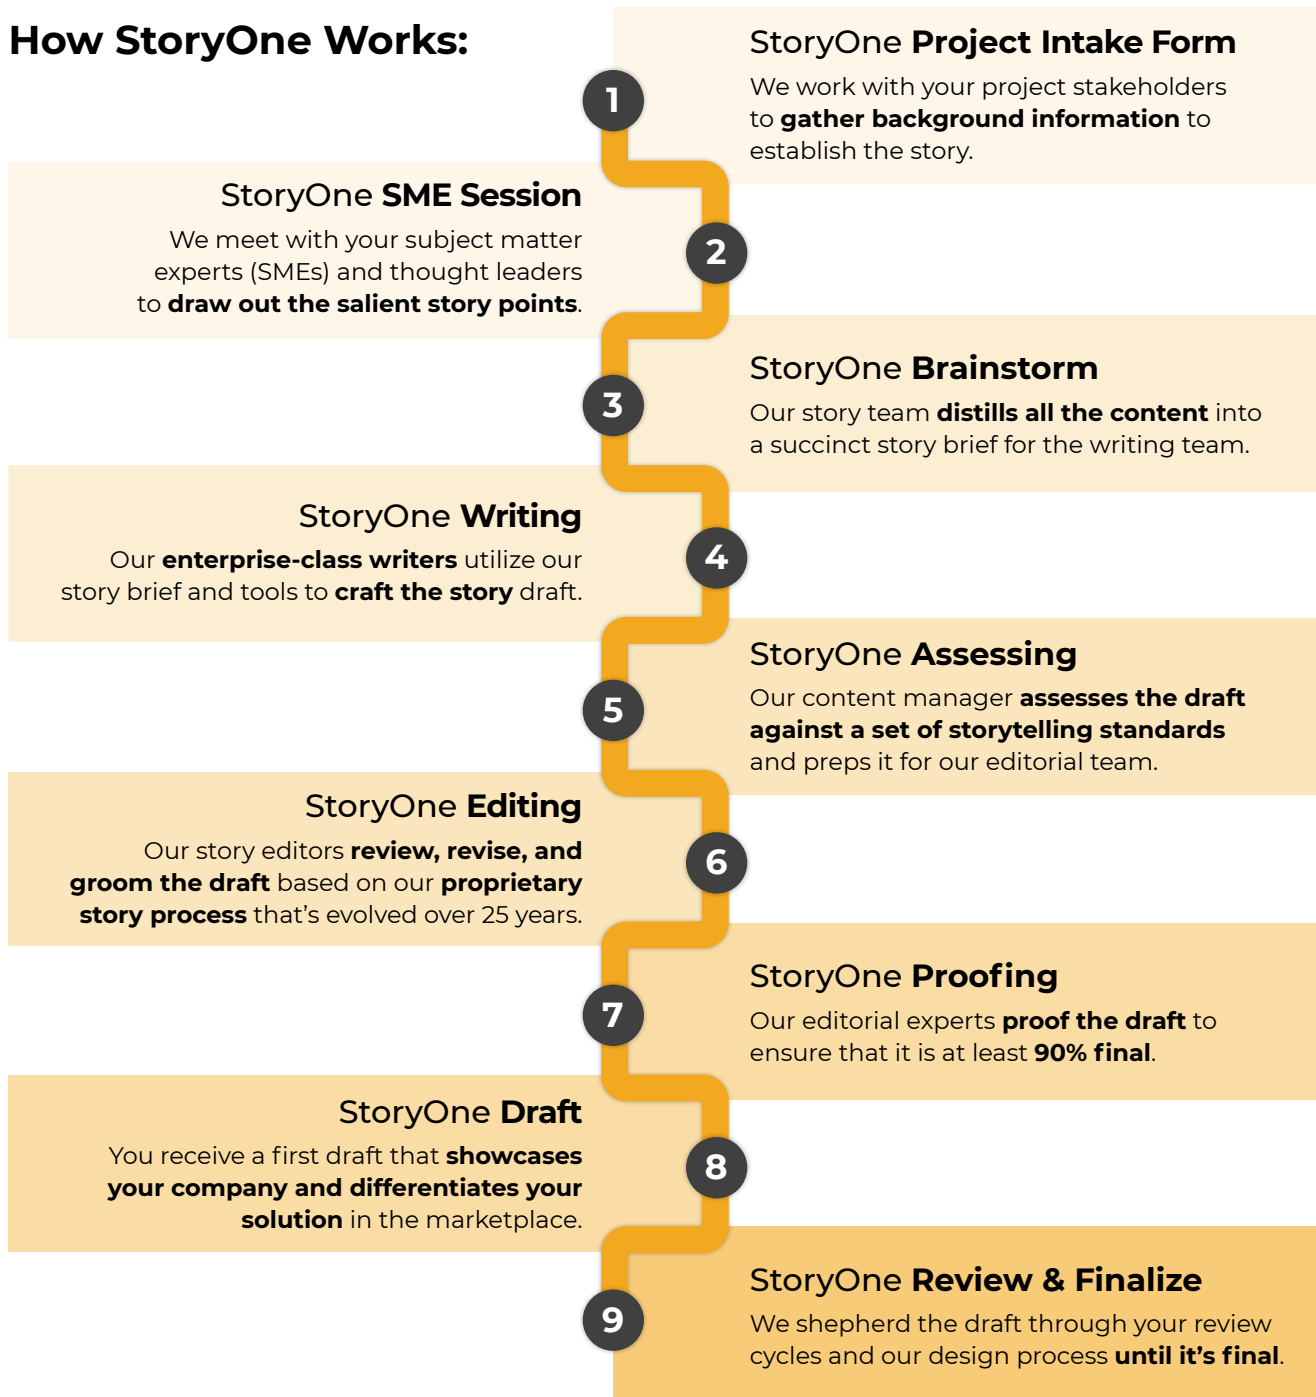 How StoryOne Works:
1
StoryOne Project Intake Form
We work with your project stakeholders
to gather background information to
establish the story.
2
StoryOne SME Session
We meet with your subject matter
experts (SMEs) and thought leaders
to draw out the salient story points.
3
StoryOne Brainstorm
Our story team distills all the content into
a succinct story brief for the writing team.
4
StoryOne Writing
Our enterprise-class writers utilize our
story brief and tools to craft the story draft.
5
StoryOne Assessing
Our content manager assesses the draft
against a set of storytelling standards
and preps it for our editorial team.
6
StoryOne Editing
Our story editors review, revise, and
groom the draft based on our proprietary
story process that’s evolved over 25 years.
7
StoryOne Proofing
Our editorial experts proof the draft to
ensure that it is at least 90% final.
8
StoryOne Draft
You receive a first draft that showcases
your company and differentiates your
solution in the marketplace.
9
StoryOne Review & Finalize
We shepherd the draft through your review
cycles and our design process until it’s final.